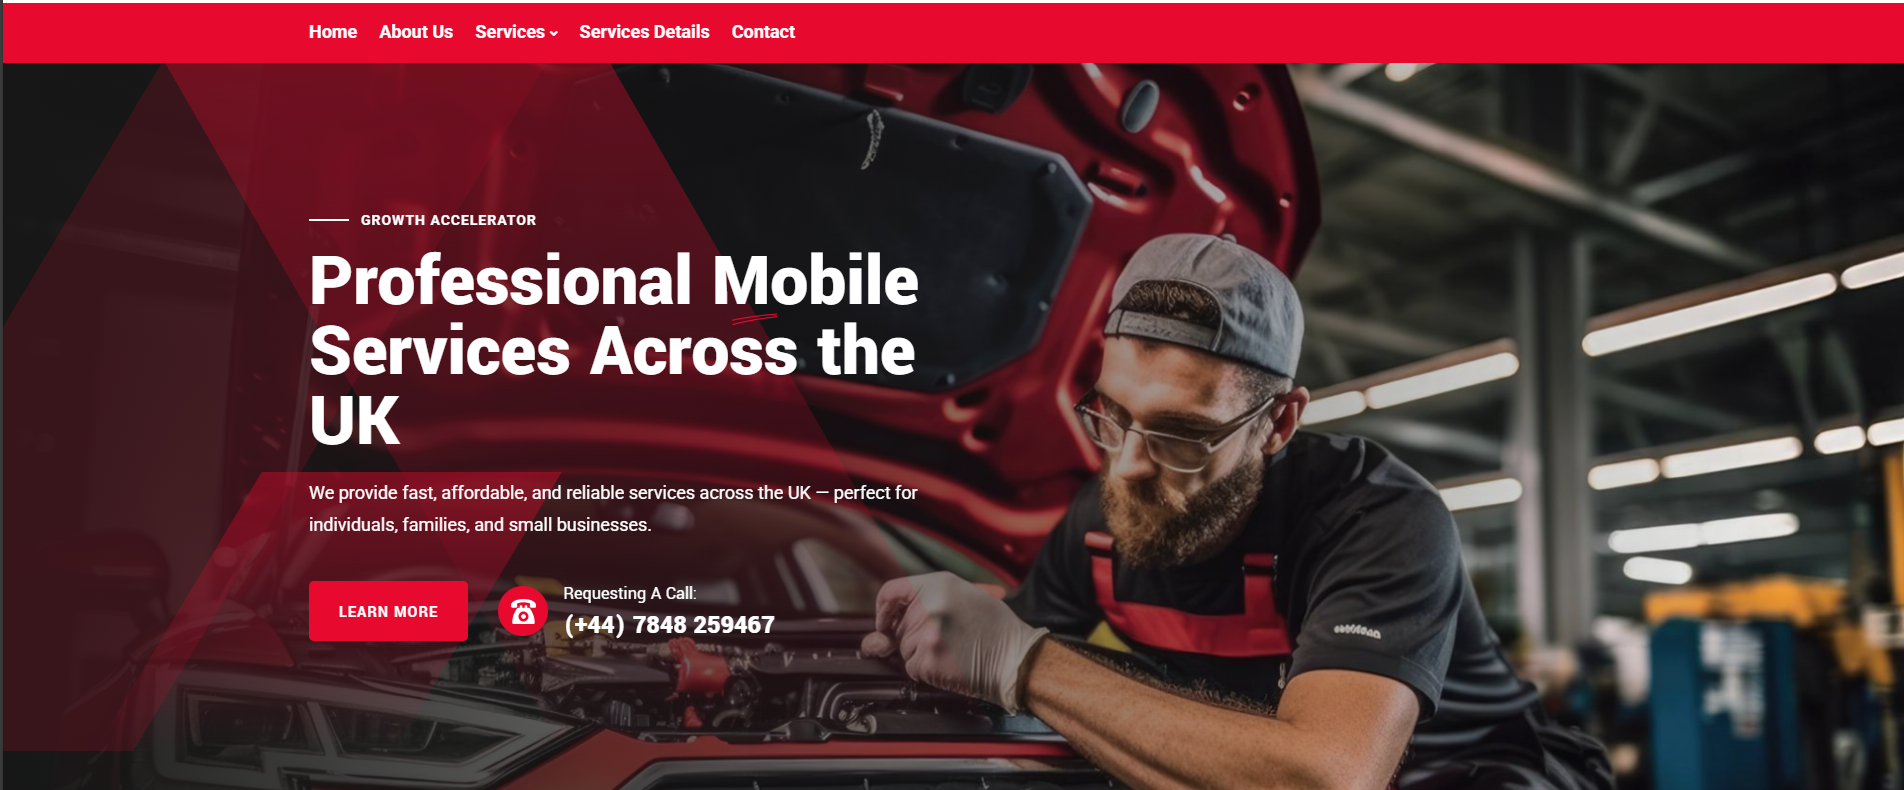 Home About Us Services Services Details Contact
GROWTH ACCELERATOR
Professional Mobile
Services Across the
UK
We provide fast, affordable, and reliable services across the UK — perfect for
individuals, families, and small businesses.
LEARN MORE
Requesting A Call:
(+44) 7848 259467